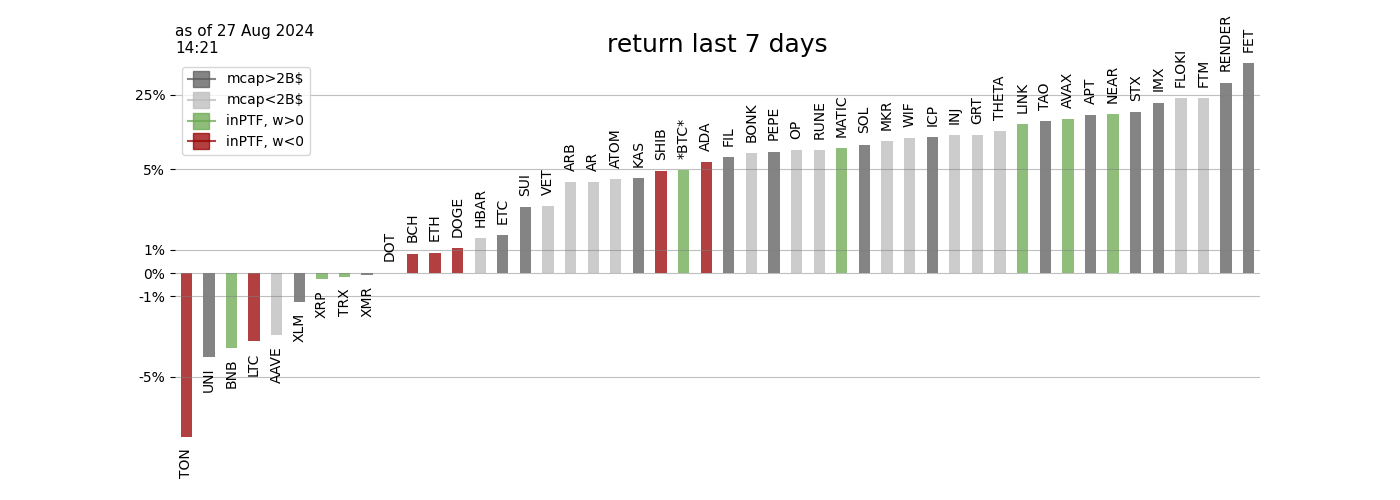 as of 27 Aug 2024
14:21
return last 7 days
mcap>2B$
mcap<2B$
inPTF, w>0
inPTF, w<0
25%
5%
1%
0%
-1%
-5%
TON
UNI
BNB
LTC
AAVE
XLM
XRP
TRX
XMR
DOT
BCH
ETH
DOGE
HBAR
ETC
SUI
VET
ARB
AR
ATOM
KAS
SHIB
*BTC*
ADA
FIL
BONK
PEPE
OP
RUNE
MATIC
SOL
MKR
WIF
ICP
INJ
GRT
THETA
LINK
TAO
AVAX
APT
NEAR
STX
IMX
FLOKI
FTM
RENDER
FET